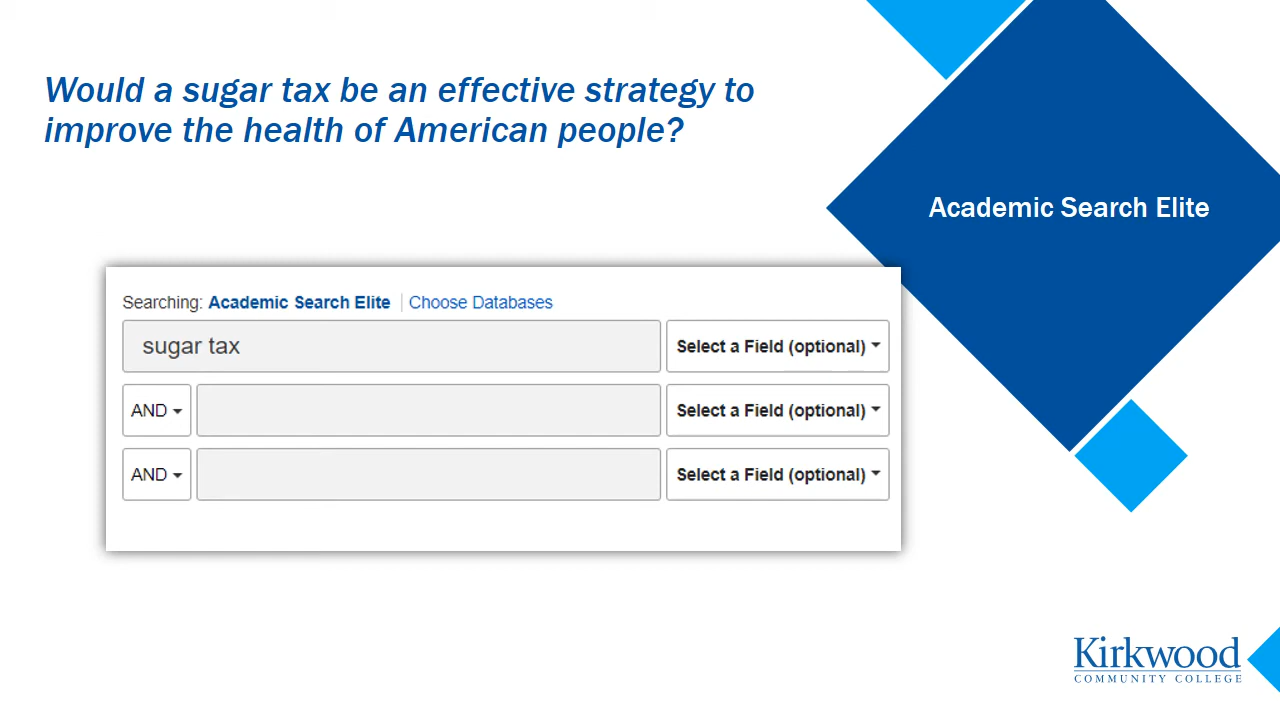 Would a sugar tax be an effective strategy to
improve the health of American people?
Academic Search Elite
Searching: Academic Search Elite | Choose Databases
sugar tax Select a Field (optional)
AND Select a Field (optional)
AND Select a Field (optional)
Kirkwood
COMMUNITY COLLEGE